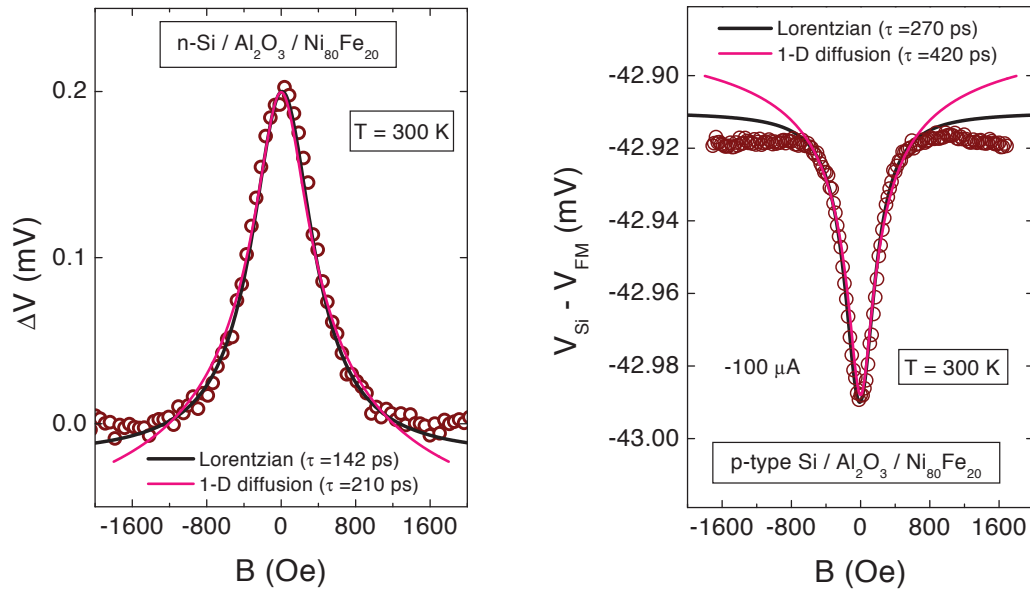 n-Si / Al₂O₃ / Ni₈₀Fe₂₀
T = 300 K
0.2
0.1
0.0
ΔV (mV)
Lorentzian (τ =142 ps)
1-D diffusion (τ =210 ps)
-1600 -800 0 800 1600
B (Oe)
Lorentzian (τ =270 ps)
1-D diffusion (τ =420 ps)
-42.90
-42.92
-42.94
-42.96
-42.98
-43.00
V_Si - V_FM (mV)
-100 μA
T = 300 K
p-type Si / Al₂O₃ / Ni₈₀Fe₂₀
-1600 -800 0 800 1600
B (Oe)